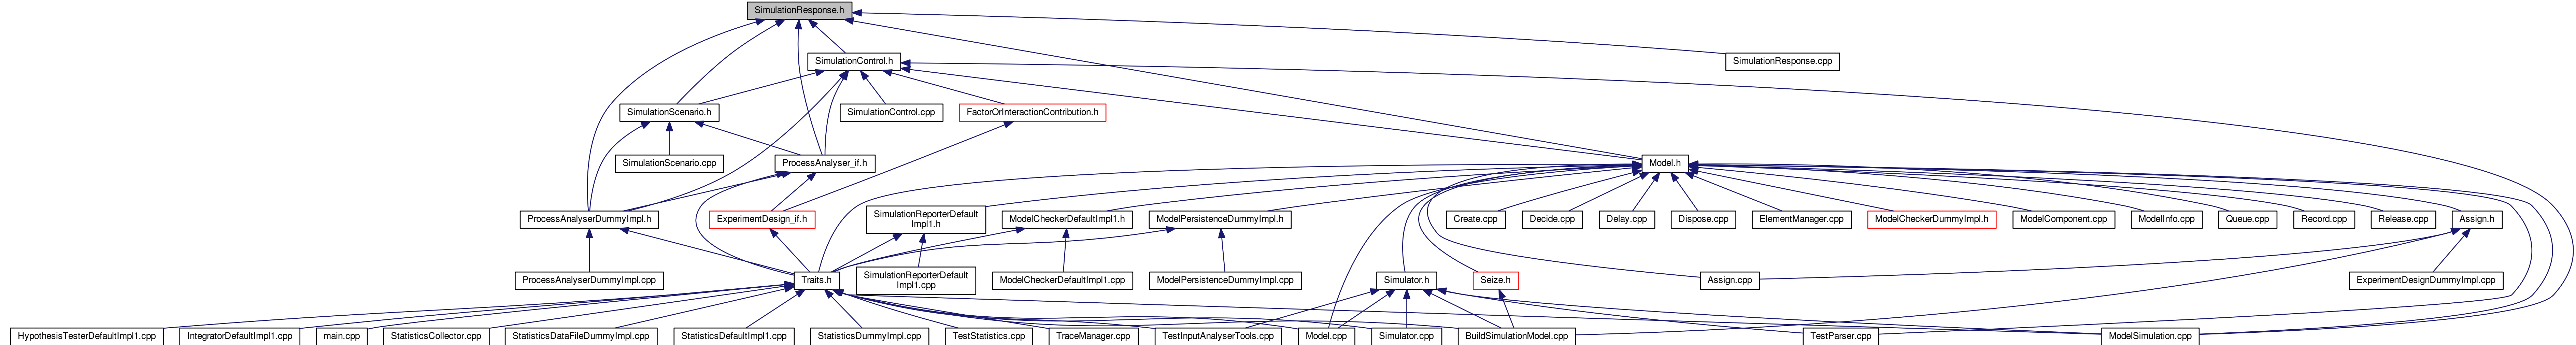 SimulationResponse.h
SimulationControl.h
SimulationResponse.cpp
SimulationScenario.h
SimulationControl.cpp
FactorOrInteractionContribution.h
SimulationScenario.cpp
ProcessAnalyser_if.h
Model.h
ProcessAnalyserDummyImpl.h
ExperimentDesign_if.h
SimulationReporterDefault
Impl1.h
ModelCheckerDefaultImpl1.h
ModelPersistenceDummyImpl.h
Create.cpp
Decide.cpp
Delay.cpp
Dispose.cpp
ElementManager.cpp
ModelCheckerDummyImpl.h
ModelComponent.cpp
ModelInfo.cpp
Queue.cpp
Record.cpp
Release.cpp
Assign.h
ProcessAnalyserDummyImpl.cpp
Traits.h
SimulationReporterDefault
Impl1.cpp
ModelCheckerDefaultImpl1.cpp
ModelPersistenceDummyImpl.cpp
Simulator.h
Seize.h
Assign.cpp
ExperimentDesignDummyImpl.cpp
HypothesisTesterDefaultImpl1.cpp
IntegratorDefaultImpl1.cpp
main.cpp
StatisticsCollector.cpp
StatisticsDataFileDummyImpl.cpp
StatisticsDefaultImpl1.cpp
StatisticsDummyImpl.cpp
TestStatistics.cpp
TraceManager.cpp
TestInputAnalyserTools.cpp
Model.cpp
Simulator.cpp
BuildSimulationModel.cpp
TestParser.cpp
ModelSimulation.cpp